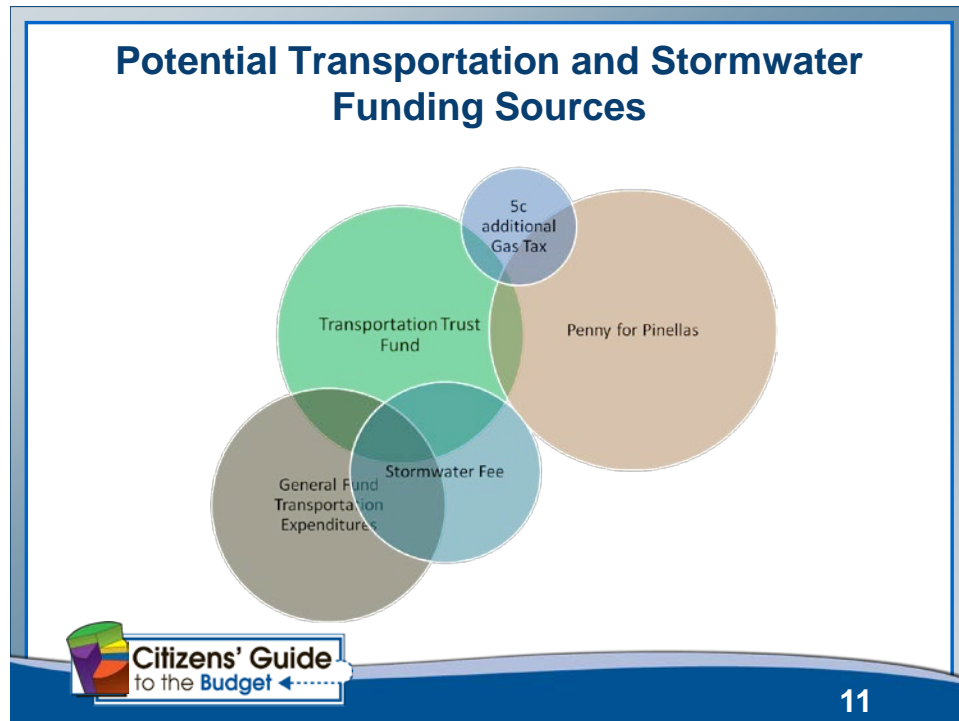 Potential Transportation and Stormwater
Funding Sources
5c
additional
Gas Tax
Transportation Trust
Fund
Penny for Pinellas
Stormwater Fee
General Fund
Transportation
Expenditures
Citizens' Guide
to the Budget
11